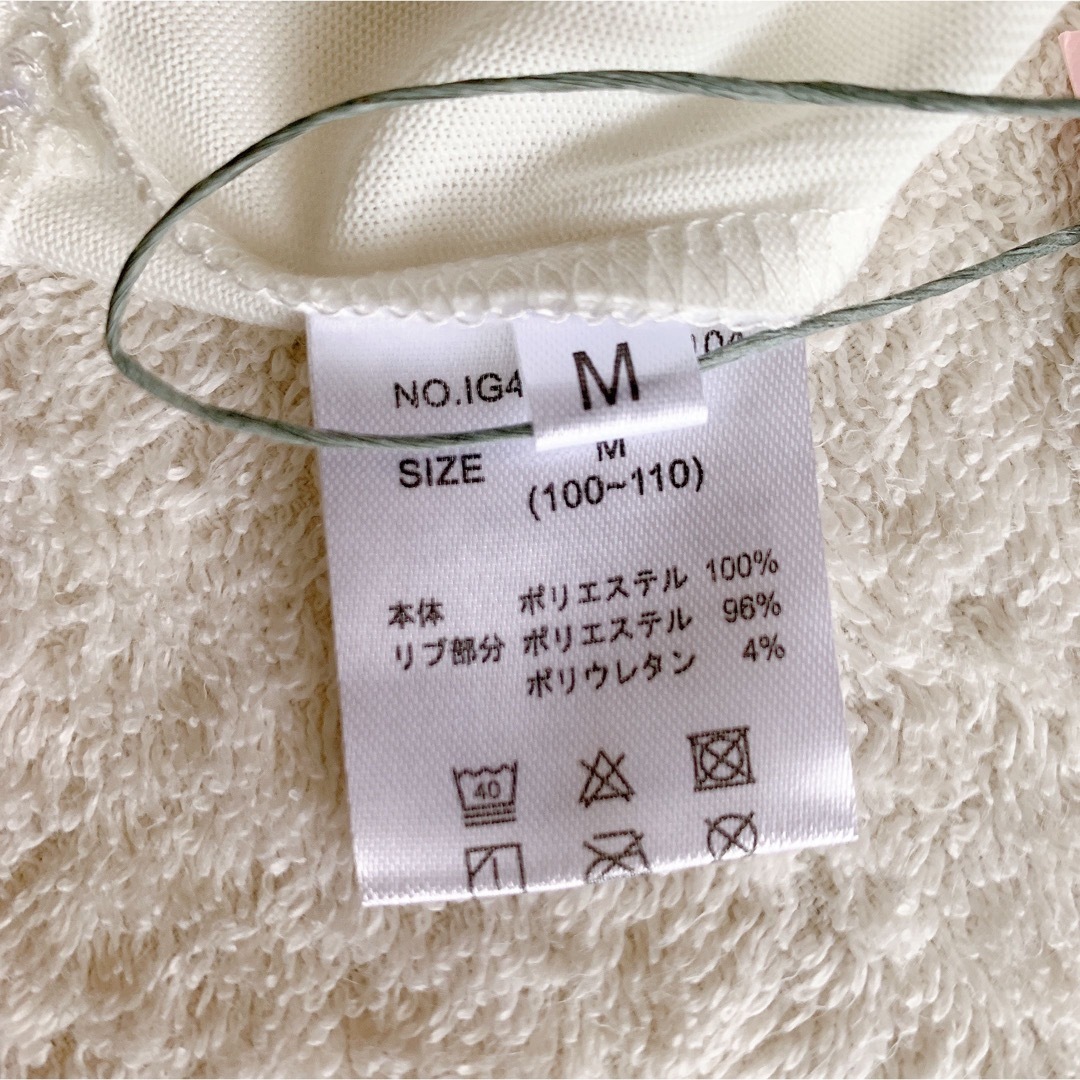 M
NO.IG4
SIZE M
(100~110)
本体 ポリエステル 100%
リブ部分 ポリエステル 96%
ポリウレタン 4%
40